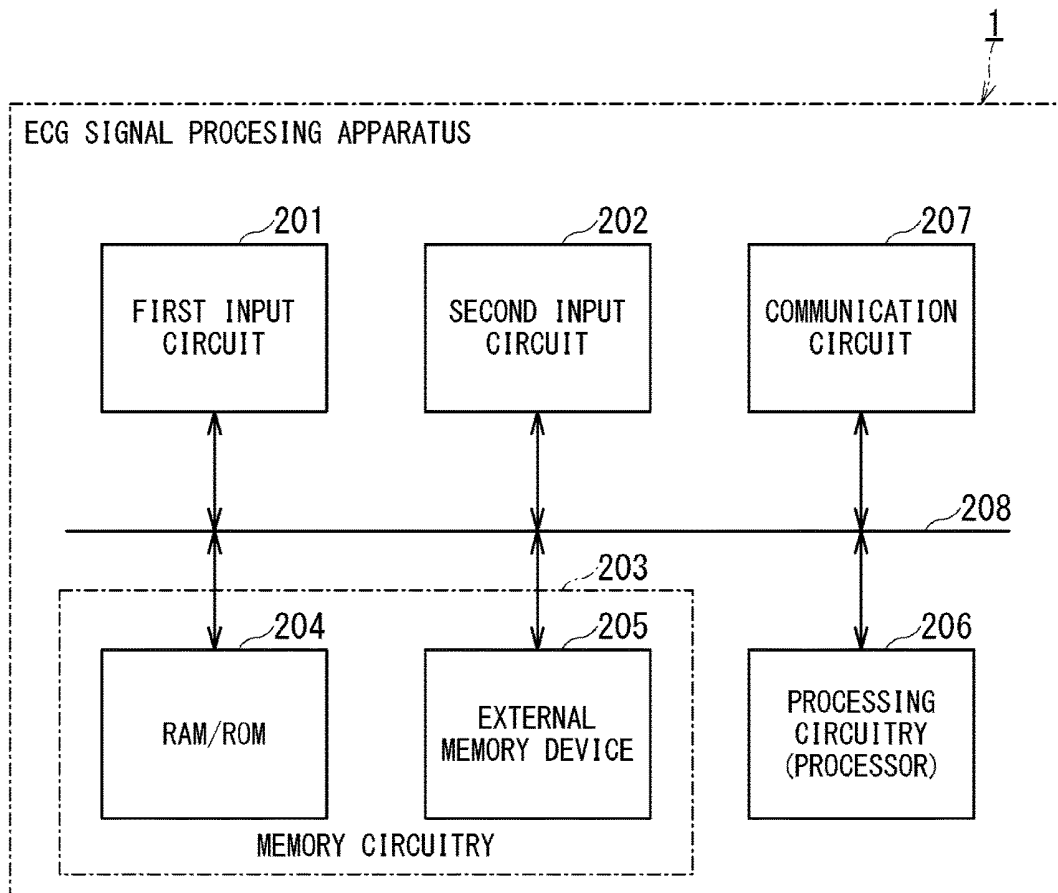 1
ECG SIGNAL PROCESING APPARATUS
201
202
207
FIRST INPUT
CIRCUIT
SECOND INPUT
CIRCUIT
COMMUNICATION
CIRCUIT
208
203
204
205
206
RAM/ROM
EXTERNAL
MEMORY DEVICE
PROCESSING
CIRCUITRY
(PROCESSOR)
MEMORY CIRCUITRY